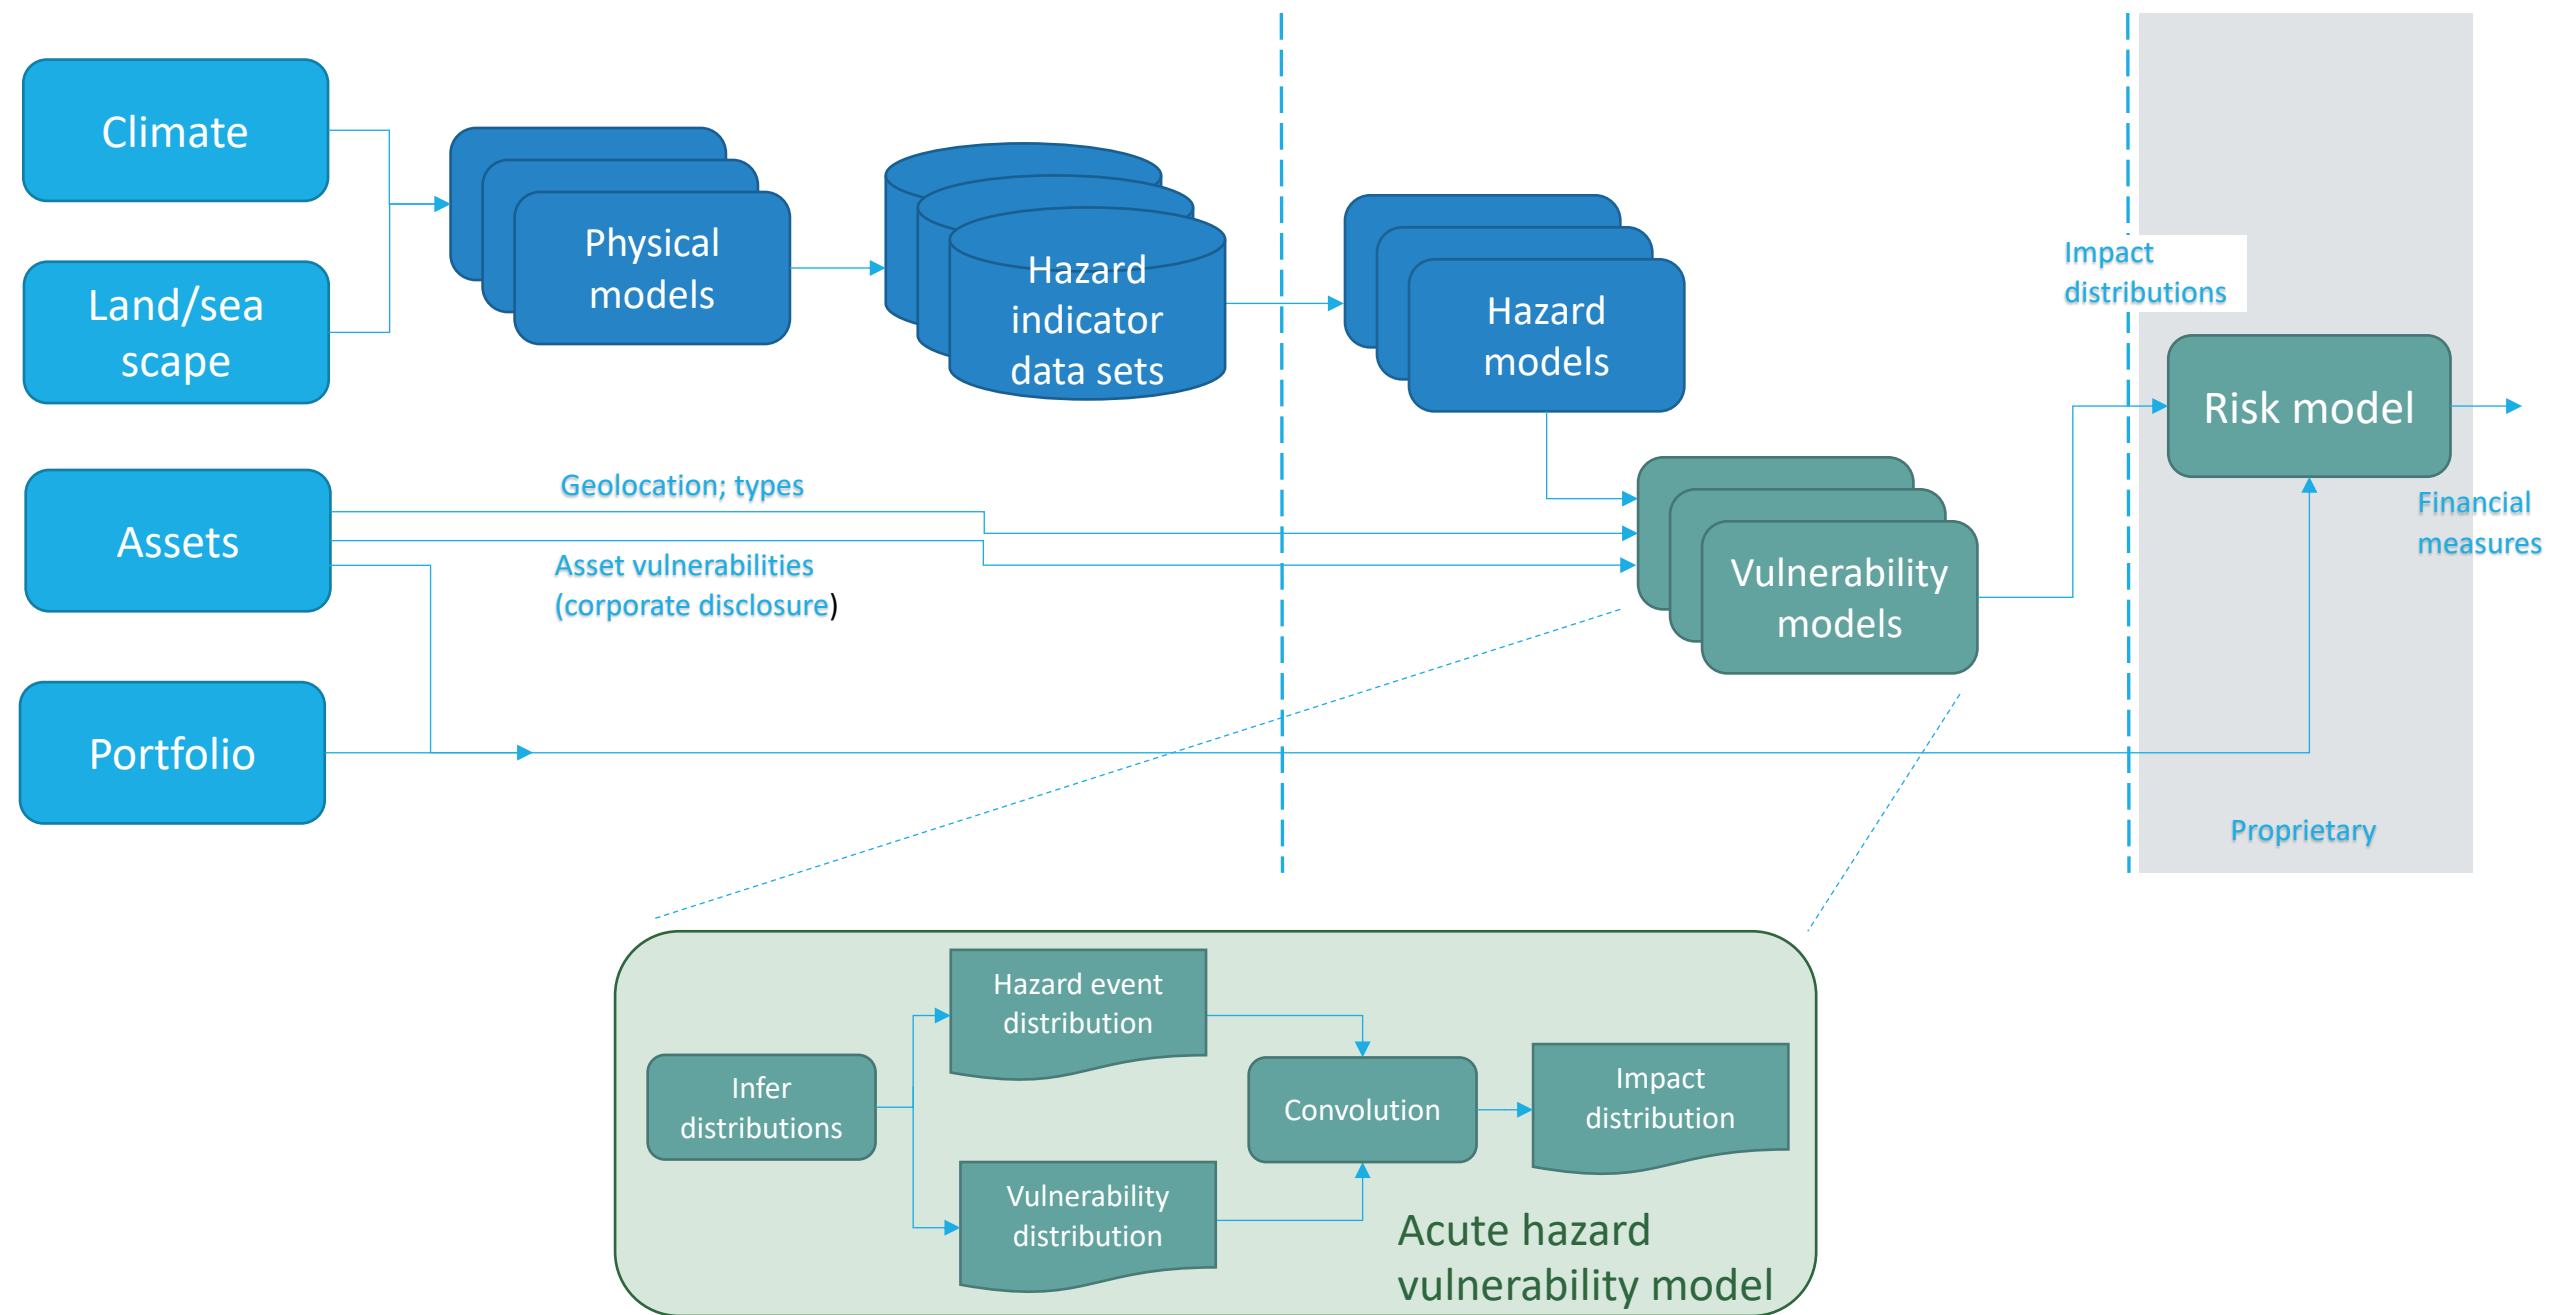 Climate
Land/sea
scape
Assets
Portfolio
Physical
models
Hazard
indicator
data sets
Hazard
models
Geolocation; types
Asset vulnerabilities
(corporate disclosure)
Vulnerability
models
Impact
distributions
Risk model
Financial
measures
Proprietary
Infer
distributions
Hazard event
distribution
Vulnerability
distribution
Convolution
Impact
distribution
Acute hazard
vulnerability model